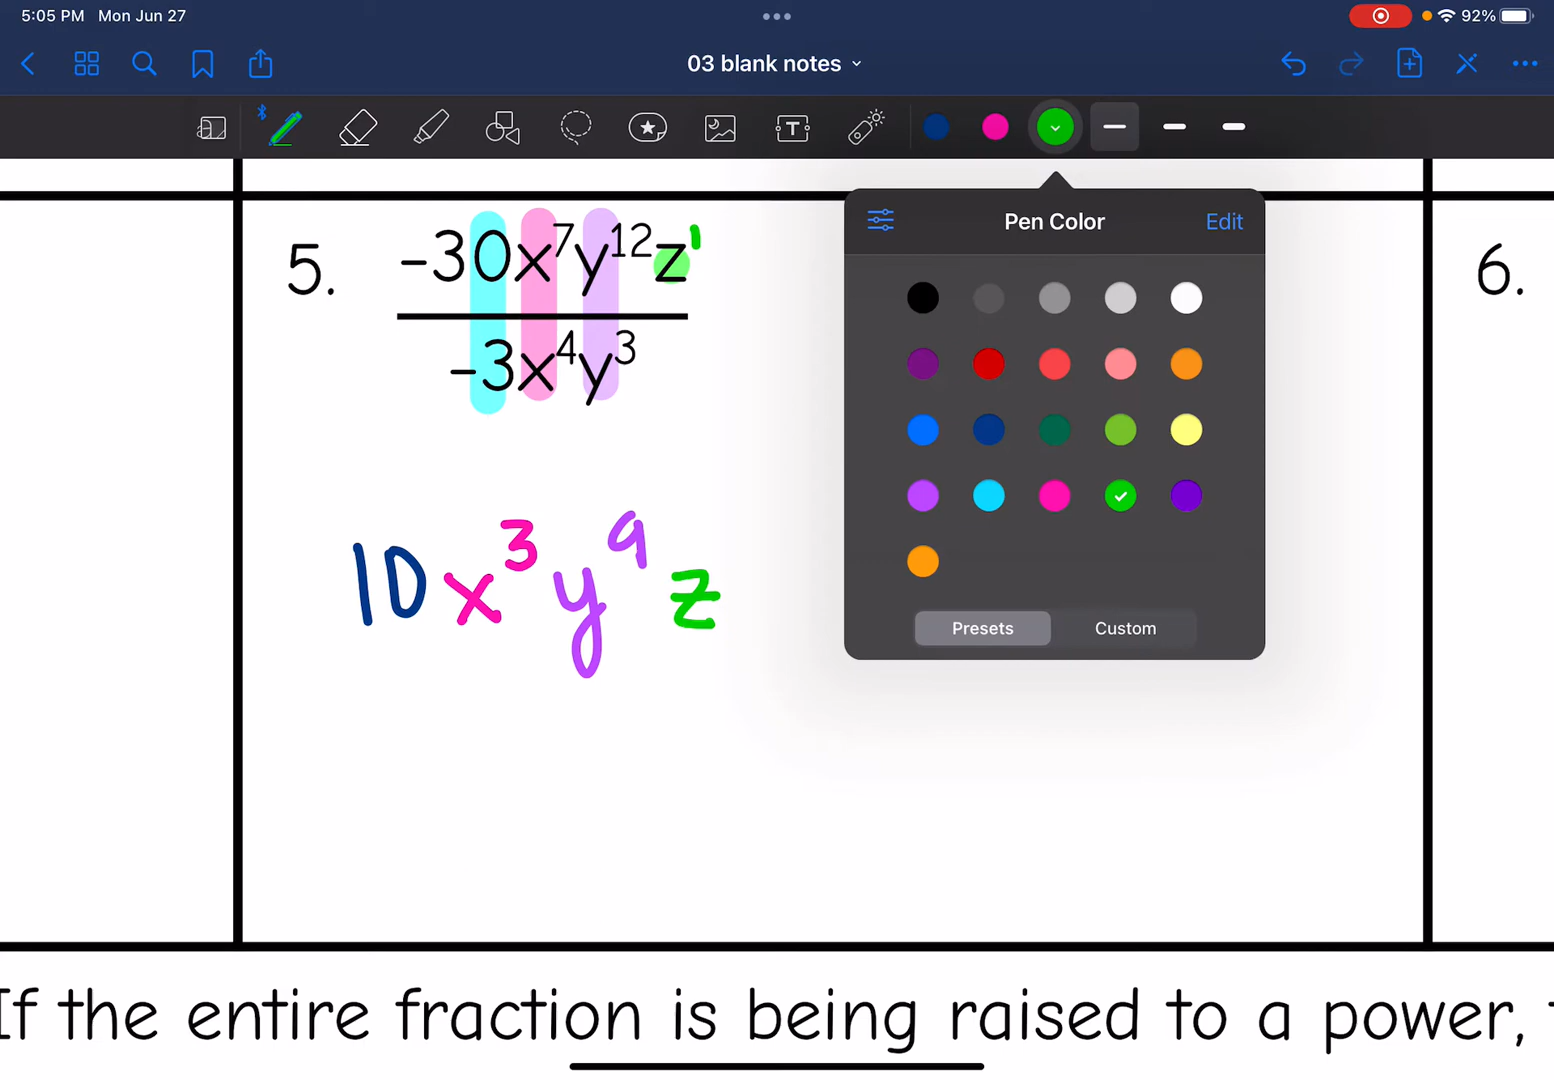 5:05 PM Mon Jun 27
92%
03 blank notes
T
Pen Color
Edit
Presets
Custom
5.
-30x⁷y¹²z¹
-3x⁴y³
10x³y⁹z
6.
If the entire fraction is being raised to a power,